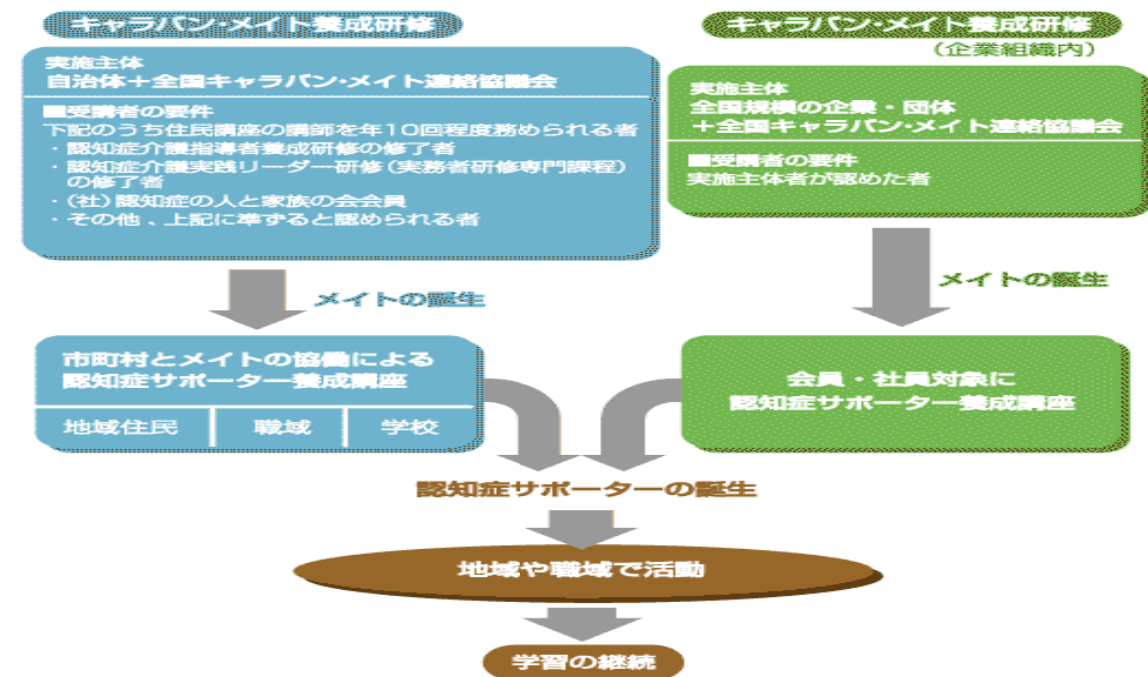 キャラバン・メイト養成研修
実施主体
自治体＋全国キャラバン・メイト連絡協議会
■受講者の要件
下記のうち住民講座の講師を年10回程度務められる者
・認知症介護指導者養成研修の修了者
・認知症介護実践リーダー研修(実務者研修専門課程)
の修了者
・(社)認知症の人と家族の会会員
・その他、上記に準ずると認められる者
メイトの誕生
市町村とメイトの協働による
認知症サポーター養成講座
地域住民
職域
学校
キャラバン・メイト養成研修
(企業組織内)
実施主体
全国規模の企業・団体
＋全国キャラバン・メイト連絡協議会
■受講者の要件
実施主体者が認めた者
メイトの誕生
会員・社員対象に
認知症サポーター養成講座
認知症サポーターの誕生
地域や職域で活動
学習の継続